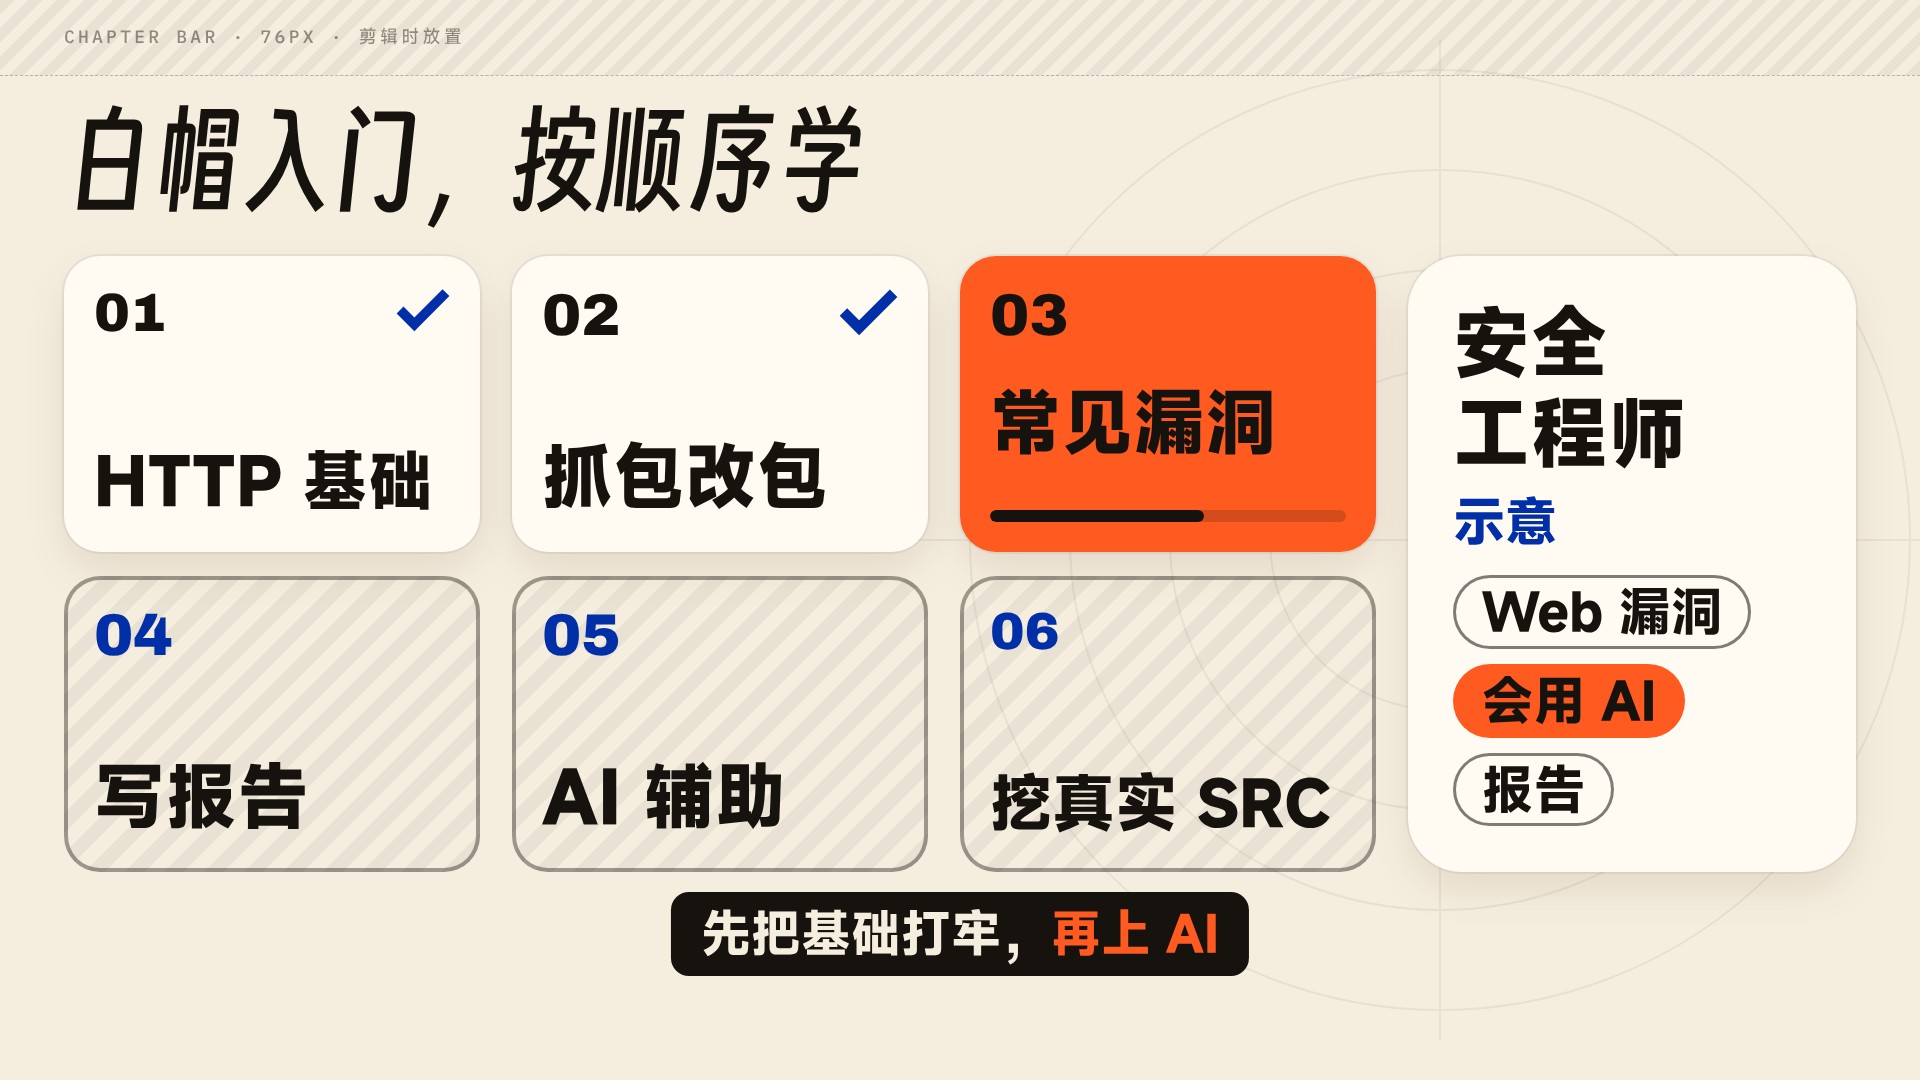 CHAPTER BAR · 76PX · 剪辑时放置
白帽入门，按顺序学
01
HTTP 基础
02
抓包改包
03
常见漏洞
04
写报告
05
AI 辅助
06
挖真实 SRC
安全
工程师
示意
Web 漏洞
会用 AI
报告
先把基础打牢，再上 AI